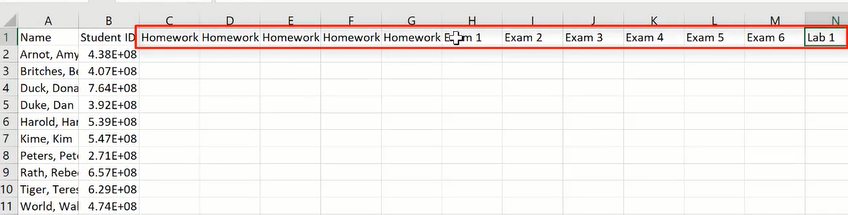 A B C D E F G H I J K L M N
1 Name Student ID Homework Homework Homework Homework Homework Exam 1 Exam 2 Exam 3 Exam 4 Exam 5 Exam 6 Lab 1
2 Arnot, Amy 4.38E+08
3 Britches, Be 4.07E+08
4 Duck, Dona 7.64E+08
5 Duke, Dan 3.92E+08
6 Harold, Har 5.39E+08
7 Kime, Kim 5.47E+08
8 Peters, Pet 2.71E+08
9 Rath, Rebe 6.57E+08
10 Tiger, Teres 6.29E+08
11 World, Wal 4.74E+08